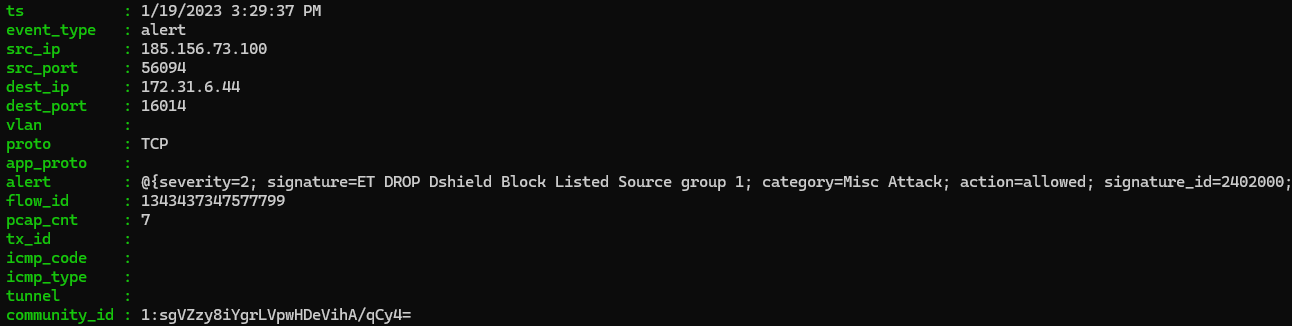 ts : 1/19/2023 3:29:37 PM
event_type : alert
src_ip : 185.156.73.100
src_port : 56094
dest_ip : 172.31.6.44
dest_port : 16014
vlan :
proto : TCP
app_proto :
alert : @{severity=2; signature=ET DROP Dshield Block Listed Source group 1; category=Misc Attack; action=allowed; signature_id=2402000;
flow_id : 1343437347577799
pcap_cnt : 7
tx_id :
icmp_code :
icmp_type :
tunnel :
community_id : 1:sgVZzy8iYgrLVpwHDeVihA/qCy4=